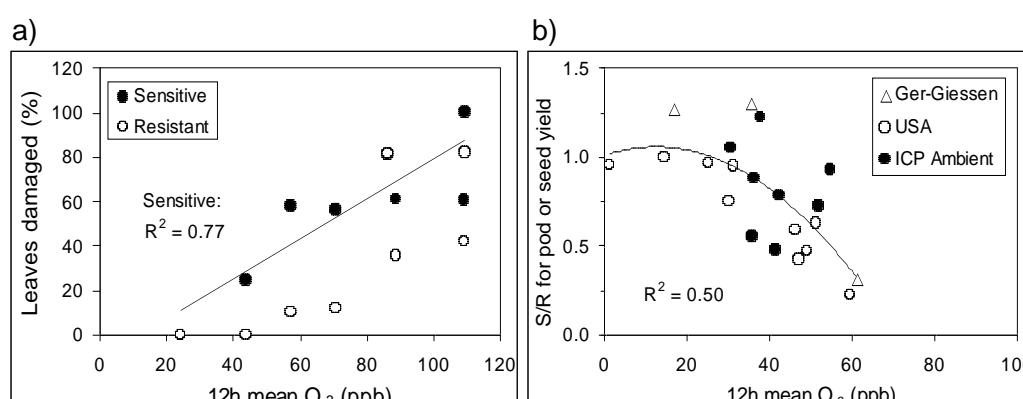 a)
b)
120
100
80
60
40
20
0
Leaves damaged (%)
Sensitive
Resistant
Sensitive:
R² = 0.77
0 20 40 60 80 100 120
12h mean O₃ (ppb)
1.5
1.0
0.5
0.0
S/R for pod or seed yield
Ger-Giessen
USA
ICP Ambient
R² = 0.50
0 20 40 60 80 100
12h mean O₃ (ppb)